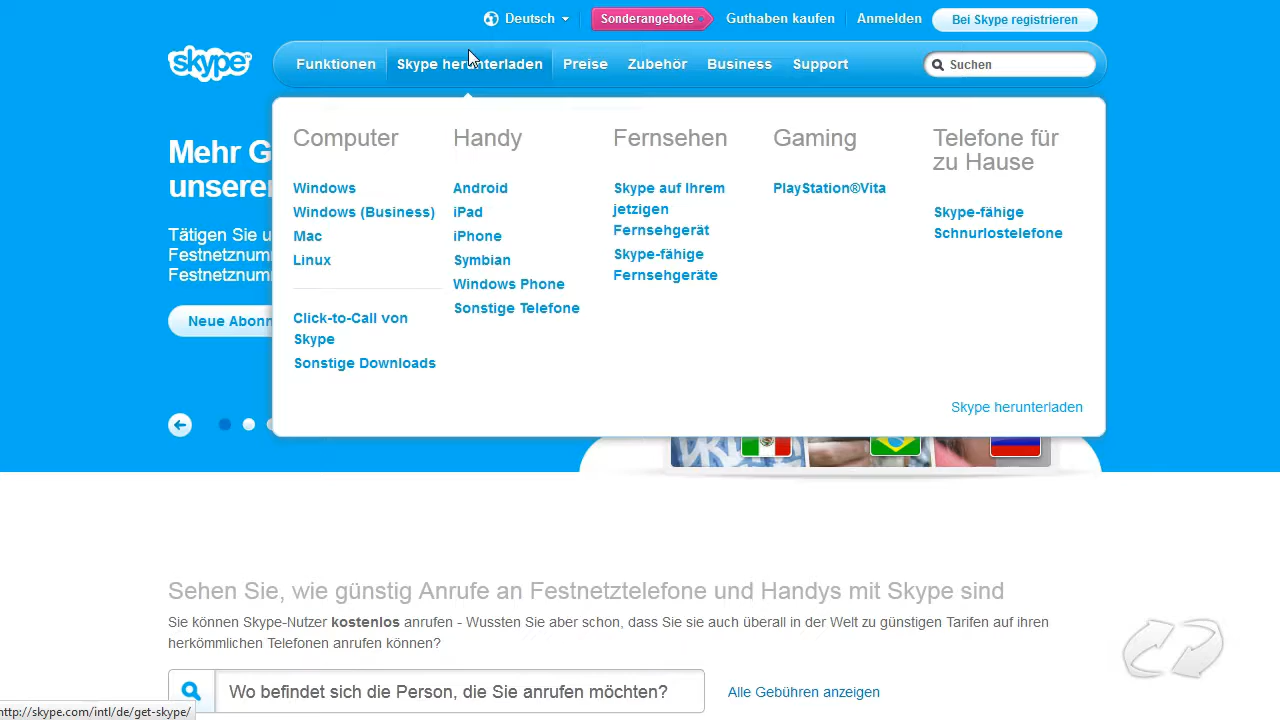 Deutsch
Sonderangebote
Guthaben kaufen
Anmelden
Bei Skype registrieren
skype
Funktionen
Skype herunterladen
Preise
Zubehör
Business
Support
Suchen
Mehr G
unserer
Tätigen Sie u
Festnetznum
Festnetznum
Neue Abonn
Computer
Windows
Windows (Business)
Mac
Linux
Click-to-Call von
Skype
Sonstige Downloads
Handy
Android
iPad
iPhone
Symbian
Windows Phone
Sonstige Telefone
Fernsehen
Skype auf Ihrem
jetzigen
Fernsehgerät
Skype-fähige
Fernsehgeräte
Gaming
PlayStation®Vita
Telefone für
zu Hause
Skype-fähige
Schnurlostelefone
Skype herunterladen
Sehen Sie, wie günstig Anrufe an Festnetztelefone und Handys mit Skype sind
Sie können Skype-Nutzer kostenlos anrufen - Wussten Sie aber schon, dass Sie sie auch überall in der Welt zu günstigen Tarifen auf ihren
herkömmlichen Telefonen anrufen können?
Wo befindet sich die Person, die Sie anrufen möchten?
Alle Gebühren anzeigen
http://skype.com/intl/de/get-skype/